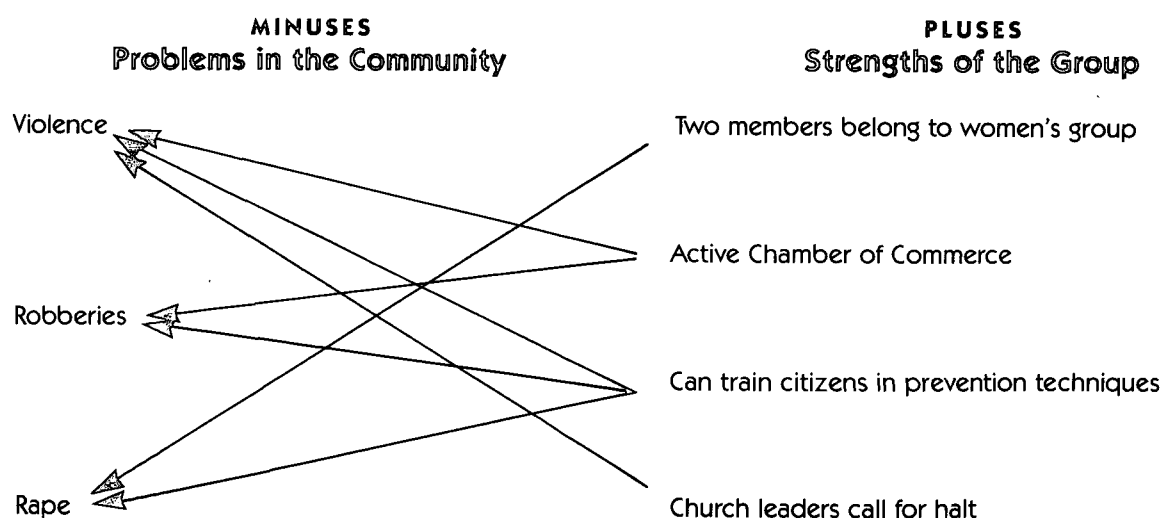 MINUSES
Problems in the Community
Violence
Robberies
Rape
PLUSES
Strengths of the Group
Two members belong to women's group
Active Chamber of Commerce
Can train citizens in prevention techniques
Church leaders call for halt